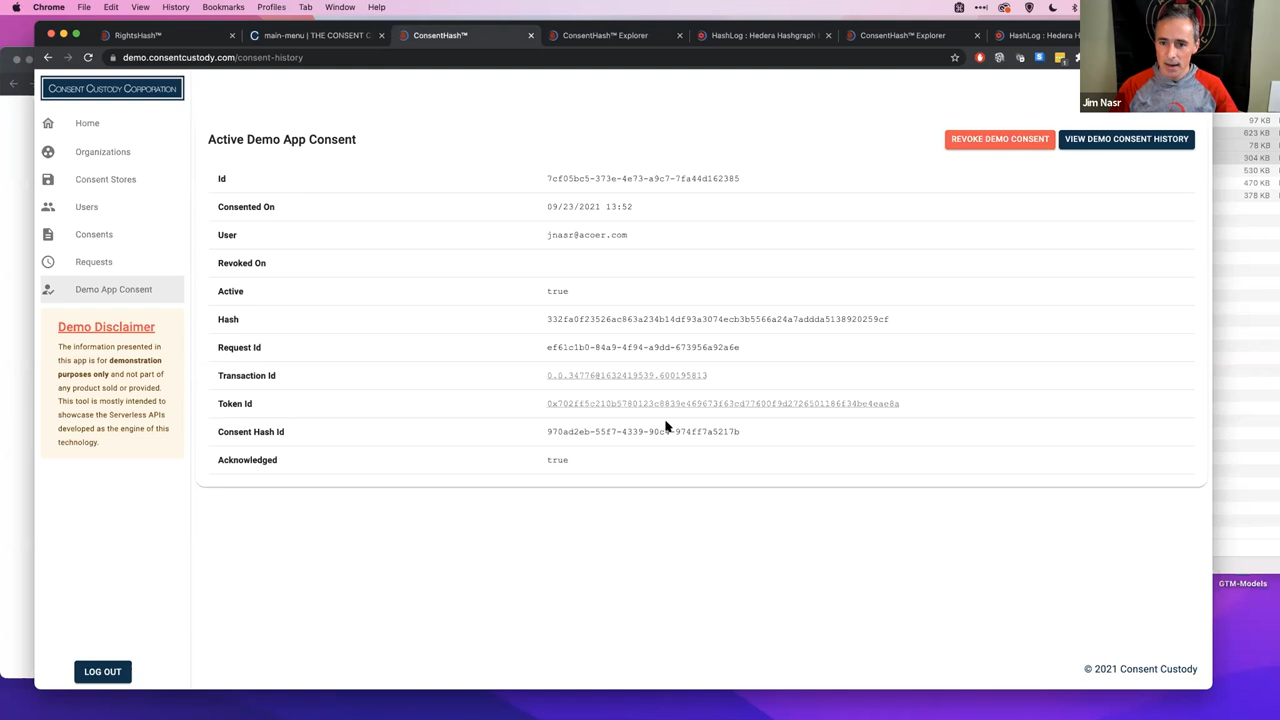 Chrome File Edit View History Bookmarks Profiles Tab Window Help
RightsHash™ main-menu | THE CONSENT C ConsentHash™ ConsentHash™ Explorer HashLog : Hedera Hashgraph ConsentHash™ Explorer HashLog : Hedera Hashgr
demo.consentcustody.com/consent-history
Jim Nasr
CONSENT CUSTODY CORPORATION
Home
Organizations
Consent Stores
Users
Consents
Requests
Demo App Consent
Demo Disclaimer
The information presented
in this app is for demonstration
purposes only and not part of
any product sold or provided.
This tool is mostly intended to
showcase the Serverless APIs
developed as the engine of this
technology.
LOG OUT
Active Demo App Consent
REVOKE DEMO CONSENT VIEW DEMO CONSENT HISTORY
Id 7cf05bc5-373e-4e73-a9c7-7fa44d162385
Consented On 09/23/2021 13:52
User jnasr@acoer.com
Revoked On
Active true
Hash 332fa0f23526ac863a234b14df93a3074ecb3b5566a24a7addda5138920259cf
Request Id ef61c1b0-84a9-4f94-a9dd-673956a92a6e
Transaction Id 0.0.34776@1632419539.600195813
Token Id 0x702ff5c210b5780123c8839e469673f63cd77600f9d2726501186f34be4eae8a
Consent Hash Id
Acknowledged true
© 2021 Consent Custody
97 KB
623 KB
78 KB
304 KB
530 KB
470 KB
378 KB
GTM-Models